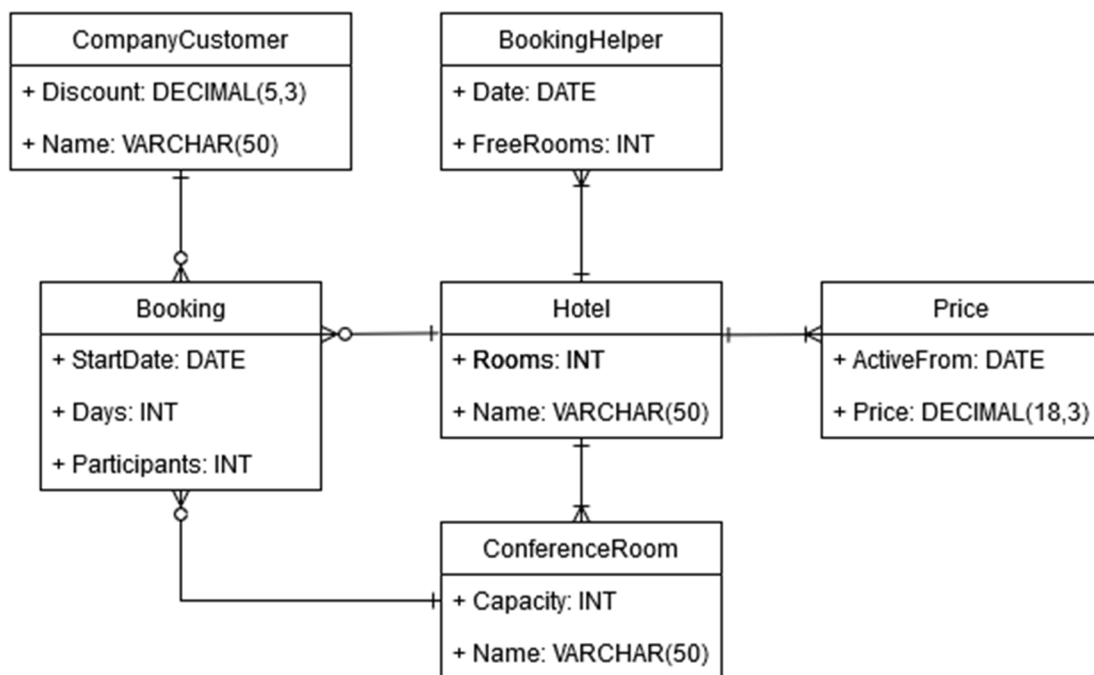 CompanyCustomer
+ Discount: DECIMAL(5,3)
+ Name: VARCHAR(50)
BookingHelper
+ Date: DATE
+ FreeRooms: INT
Booking
+ StartDate: DATE
+ Days: INT
+ Participants: INT
Hotel
+ Rooms: INT
+ Name: VARCHAR(50)
Price
+ ActiveFrom: DATE
+ Price: DECIMAL(18,3)
ConferenceRoom
+ Capacity: INT
+ Name: VARCHAR(50)